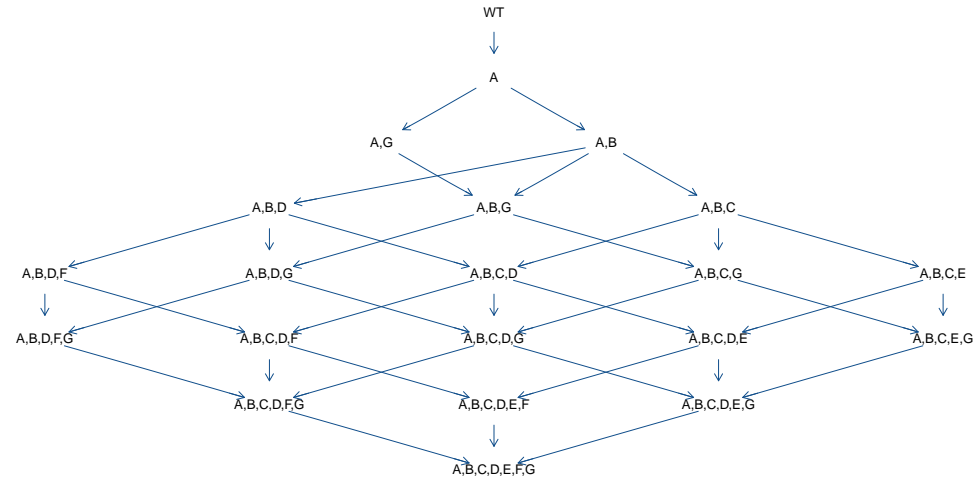 WT
A
A,G
A,B
A,B,D
A,B,G
A,B,C
A,B,D,F
A,B,D,G
A,B,C,D
A,B,C,G
A,B,C,E
A,B,D,F,G
A,B,C,D,F
A,B,C,D,G
A,B,C,D,E
A,B,C,E,G
A,B,C,D,F,G
A,B,C,D,E,F
A,B,C,D,E,G
A,B,C,D,E,F,G